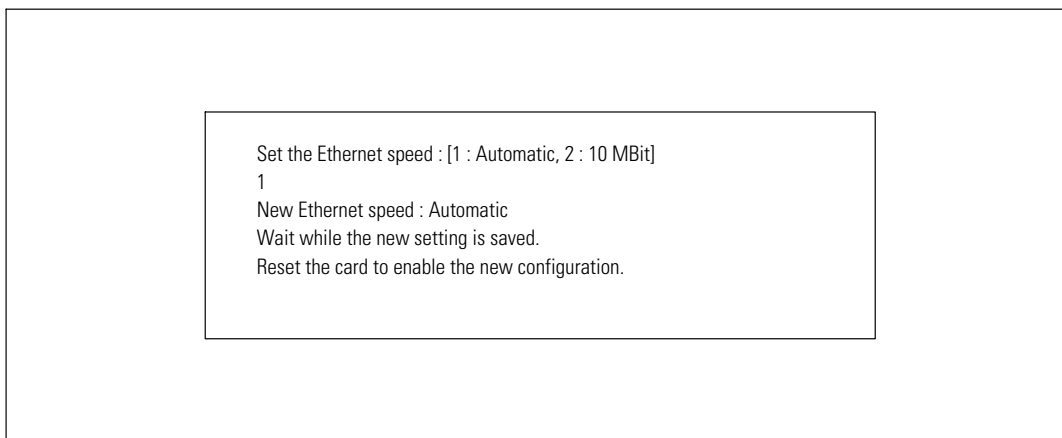 Set the Ethernet speed : [1 : Automatic, 2 : 10 MBit]
1
New Ethernet speed : Automatic
Wait while the new setting is saved.
Reset the card to enable the new configuration.